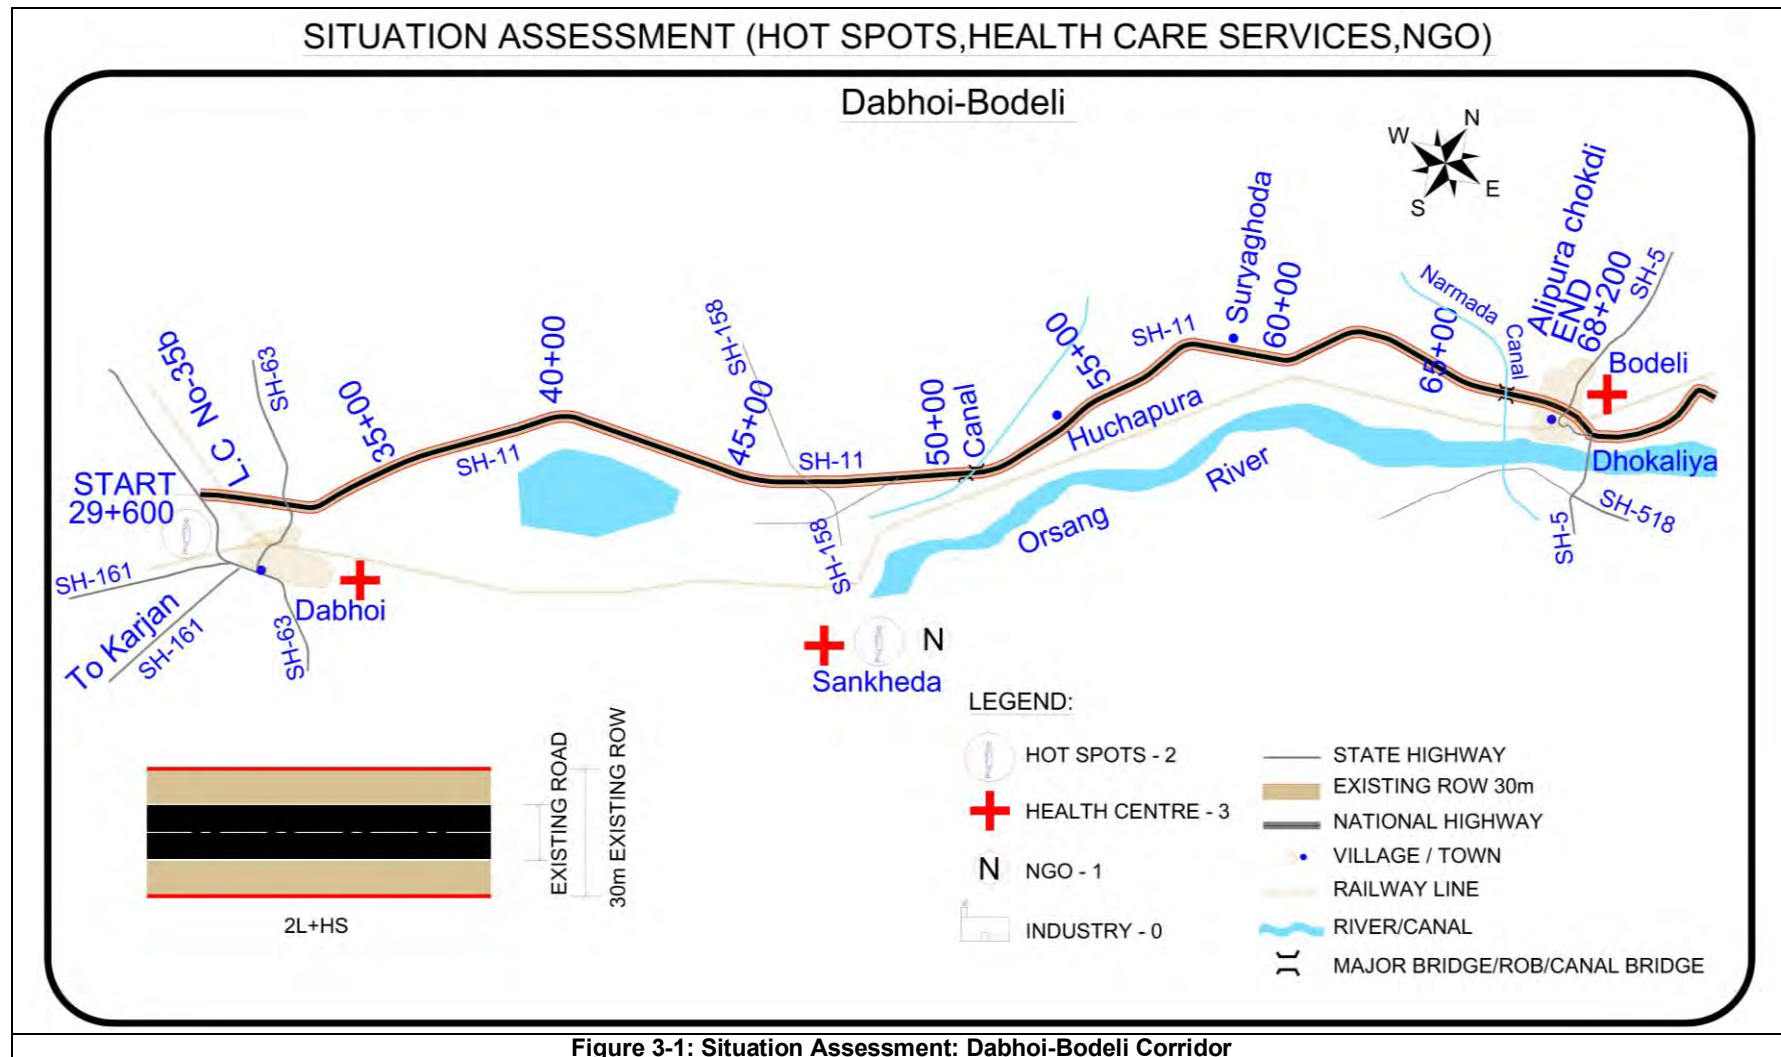 SITUATION ASSESSMENT (HOT SPOTS,HEALTH CARE SERVICES,NGO)
Dabhoi-Bodeli
N
W
E
S
START
29+600
L.C No-35b
SH-63
35+00
SH-11
40+00
SH-158
45+00
SH-11
50+00
Canal
55+00
SH-11
Huchapura
Suryaghoda
60+00
Narmada
Canal
65+00
Alipura chokdi
END
68+200
SH-5
Bodeli
Dhokaliya
SH-518
SH-5
Orsang
River
SH-158
SH-161
To Karjan
SH-161
SH-63
Dabhoi
N
Sankheda
EXISTING ROAD
30m EXISTING ROW
2L+HS
LEGEND:
HOT SPOTS - 2
HEALTH CENTRE - 3
N NGO - 1
INDUSTRY - 0
STATE HIGHWAY
EXISTING ROW 30m
NATIONAL HIGHWAY
VILLAGE / TOWN
RAILWAY LINE
RIVER/CANAL
MAJOR BRIDGE/ROB/CANAL BRIDGE
Figure 3-1: Situation Assessment: Dabhoi-Bodeli Corridor